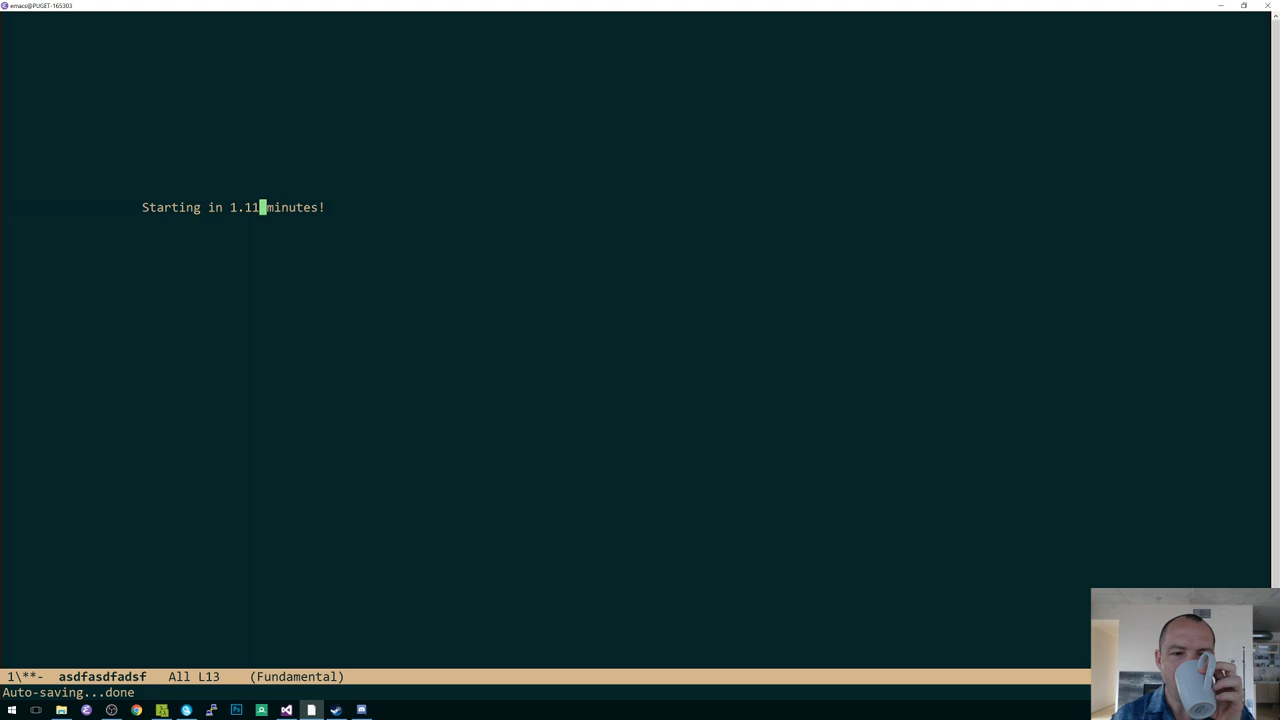 emacs@PUGET-165303
Starting in 1.11 minutes!
1\**- asdfasdfadsf All L13 (Fundamental)
Auto-saving...done